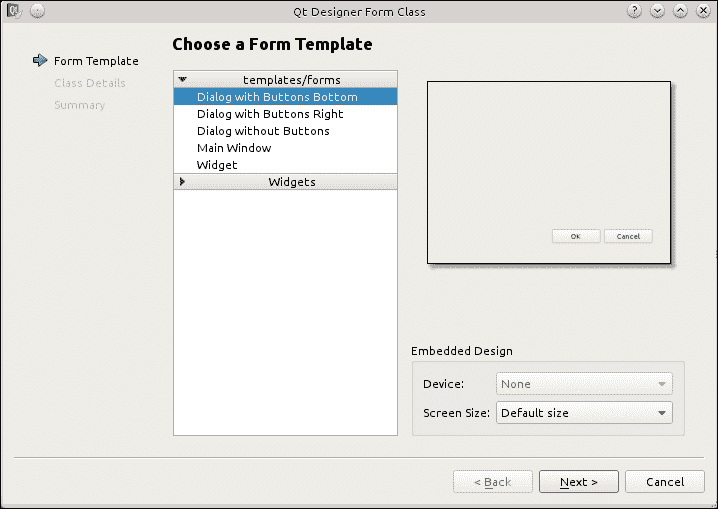 Qt Designer Form Class
Form Template
Class Details
Summary
Choose a Form Template
templates/forms
Dialog with Buttons Bottom
Dialog with Buttons Right
Dialog without Buttons
Main Window
Widget
Widgets
OK Cancel
Embedded Design
Device: None
Screen Size: Default size
< Back Next > Cancel